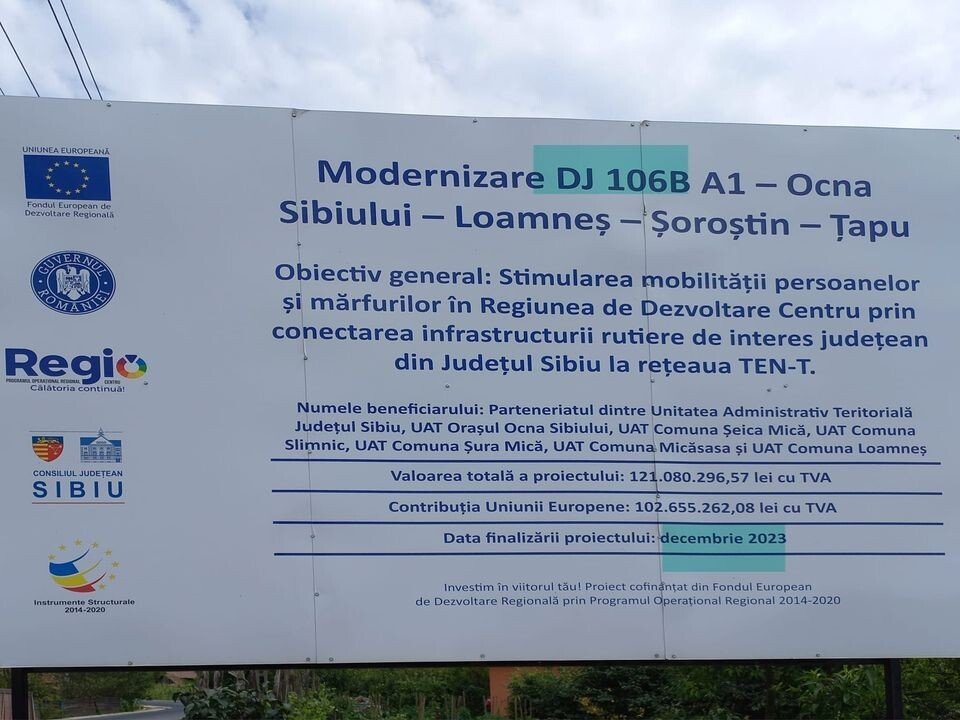 UNIUNEA EUROPEANĂ
Fondul European de
Dezvoltare Regională
GUVERNUL ROMÂNIEI
Regio
PROGRAMUL OPERAȚIONAL REGIONAL CENTRU
Călătoria continuă!
CONSILIUL JUDEȚEAN
SIBIU
Instrumente Structurale
2014-2020
Modernizare DJ 106B A1 – Ocna
Sibiului – Loamneș – Șoroștin – Țapu
Obiectiv general: Stimularea mobilității persoanelor
și mărfurilor în Regiunea de Dezvoltare Centru prin
conectarea infrastructurii rutiere de interes județean
din Județul Sibiu la rețeaua TEN-T.
Numele beneficiarului: Parteneriatul dintre Unitatea Administrativ Teritorială
Județul Sibiu, UAT Orașul Ocna Sibiului, UAT Comuna Șeica Mică, UAT Comuna
Slimnic, UAT Comuna Șura Mică, UAT Comuna Micăsasa și UAT Comuna Loamneș
Valoarea totală a proiectului: 121.080.296,57 lei cu TVA
Contribuția Uniunii Europene: 102.655.262,08 lei cu TVA
Data finalizării proiectului: decembrie 2023
Investim în viitorul tău! Proiect cofinanțat din Fondul European
de Dezvoltare Regională prin Programul Operațional Regional 2014-2020